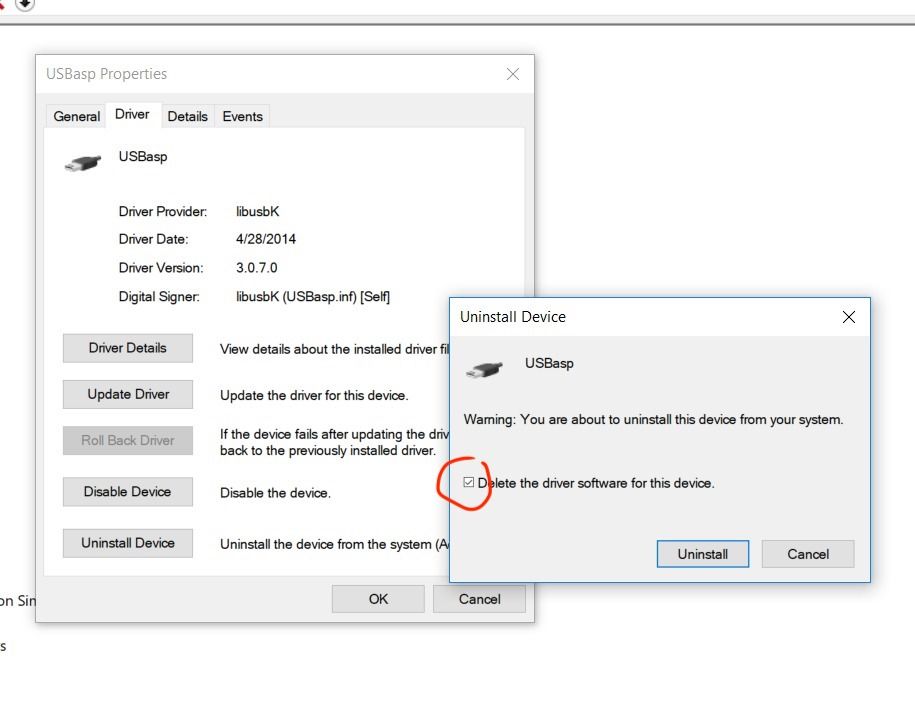 USBasp Properties
General Driver Details Events
USBasp
Driver Provider: libusbK
Driver Date: 4/28/2014
Driver Version: 3.0.7.0
Digital Signer: libusbK (USBasp.inf) [Self]
Driver Details View details about the installed driver fil
Update Driver Update the driver for this device.
Roll Back Driver If the device fails after updating the driv
back to the previously installed driver.
Disable Device Disable the device.
Uninstall Device Uninstall the device from the system (A
OK Cancel
Uninstall Device
USBasp
Warning: You are about to uninstall this device from your system.
Delete the driver software for this device.
Uninstall Cancel
on Sin
s